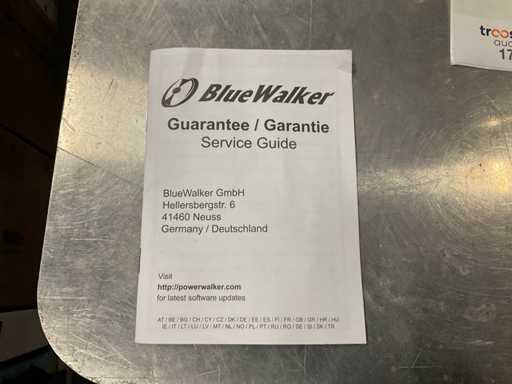 BlueWalker
Guarantee / Garantie
Service Guide
BlueWalker GmbH
Hellersbergstr. 6
41460 Neuss
Germany / Deutschland
Visit
http://powerwalker.com
for latest software updates
AT / BE / BG / CH / CY / CZ / DK / DE / EE / ES / FI / FR / GB / GR / HR / HU
IE / IT / LT / LU / LV / MT / NL / NO / PL / PT / RU / RO / SE / SI / SK / TR